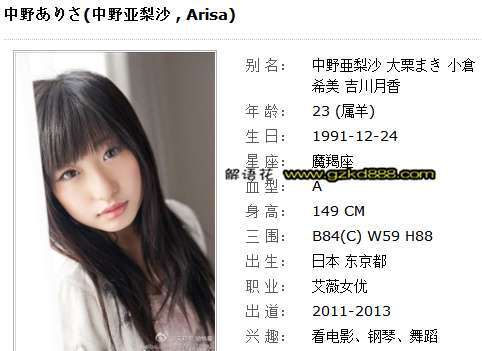 中野ありさ(中野亚梨沙 , Arisa)
别 名： 中野亜梨沙 大栗まき 小倉
希美 吉川月香
年 龄： 23 (属羊)
生 日： 1991-12-24
星 座： 魔羯座
解语花 www.gzkd888.com
血 型： A
身 高： 149 CM
三 围： B84(C) W59 H88
出 生： 日本 东京都
职 业： 艾薇女优
出 道： 2011-2013
兴 趣： 看电影、钢琴、舞蹈